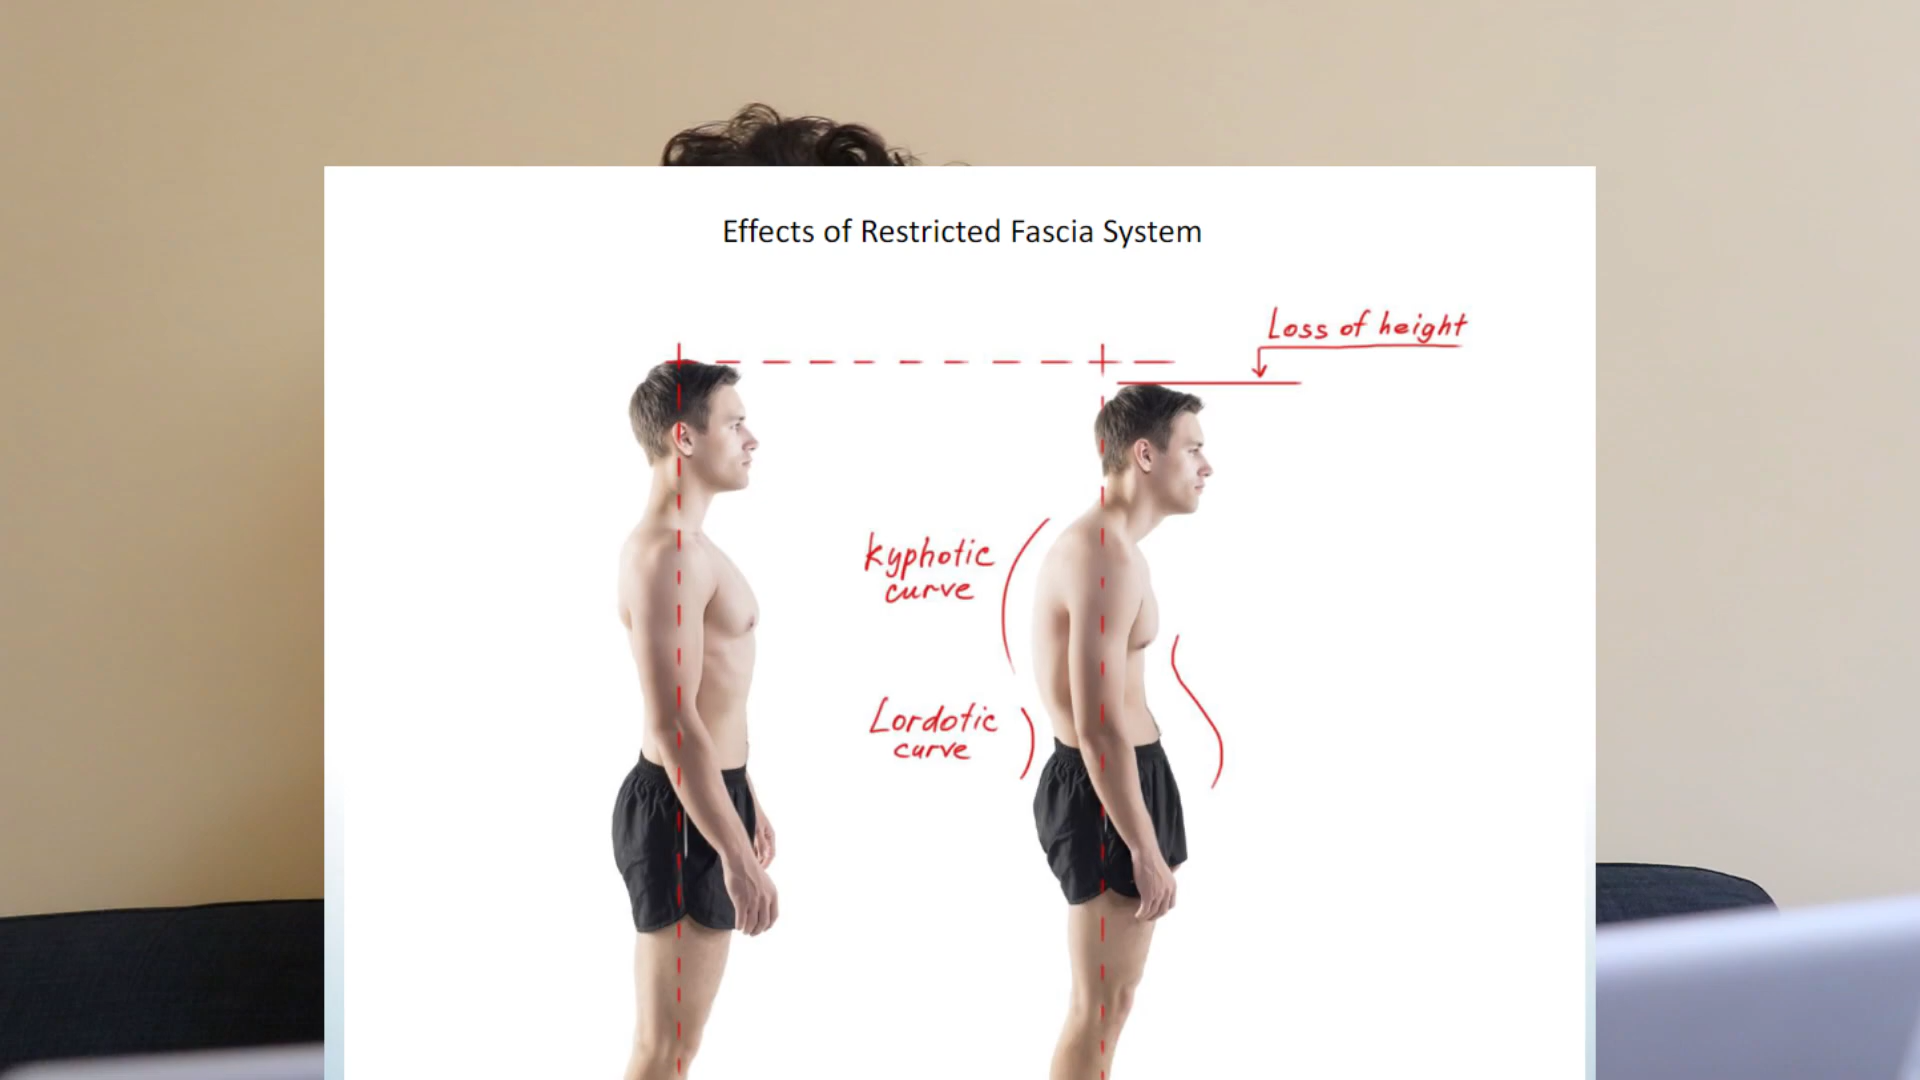 Effects of Restricted Fascia System
Loss of height
kyphotic
curve
Lordotic
curve